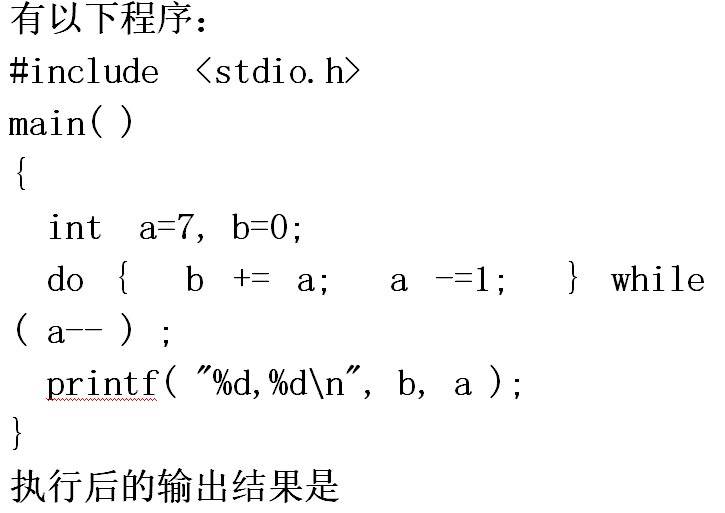 有以下程序：
#include <stdio.h>
main( )
{
int a=7, b=0;
do { b += a; a -=1; } while
( a-- ) ;
printf( "%d,%d\n", b, a );
}
执行后的输出结果是